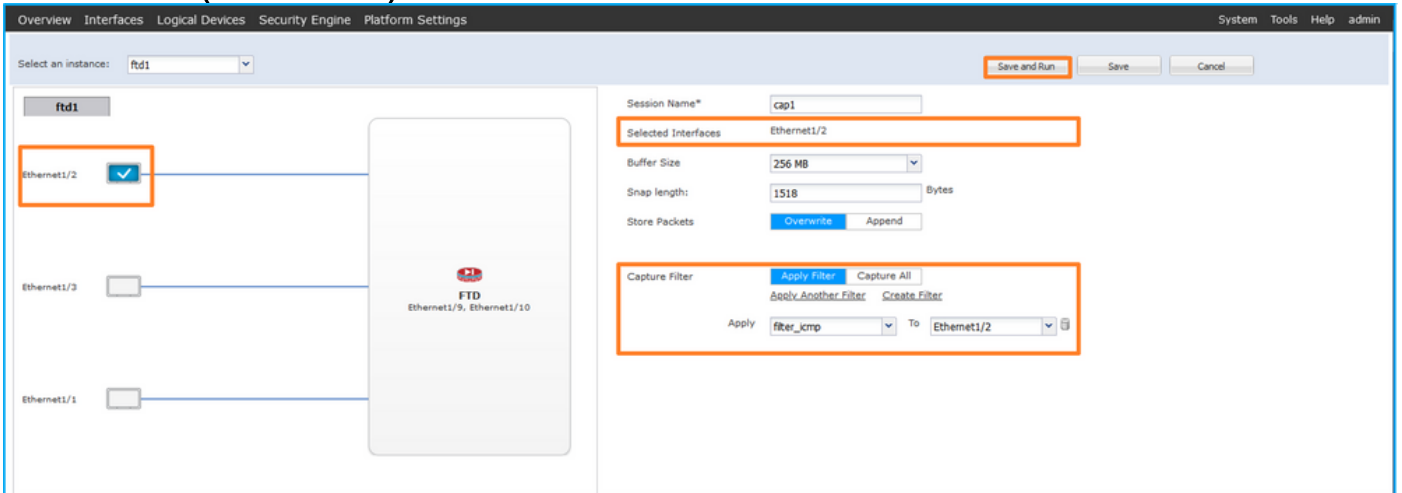 Overview Interfaces Logical Devices Security Engine Platform Settings System Tools Help admin
Select an instance: ftd1 Save and Run Save Cancel
ftd1
Ethernet1/2
Ethernet1/3
Ethernet1/1
FTD
Ethernet1/9, Ethernet1/10
Session Name* cap1
Selected Interfaces Ethernet1/2
Buffer Size 256 MB
Snap length: 1518 Bytes
Store Packets Overwrite Append
Capture Filter Apply Filter Capture All
Apply Another Filter Create Filter
Apply filter_icmp To Ethernet1/2